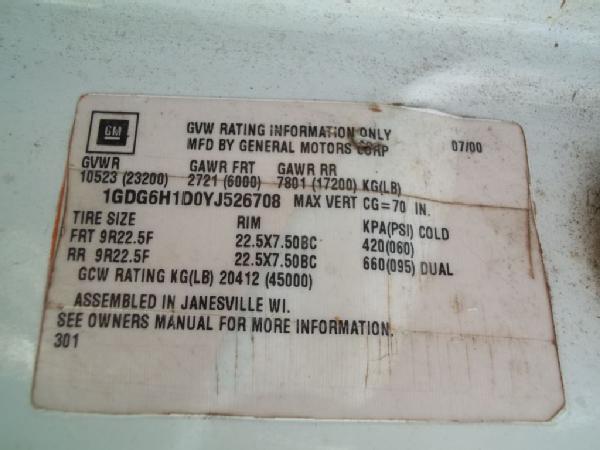 GM
GVW RATING INFORMATION ONLY
MFD BY GENERAL MOTORS CORP 07/00
GVWR GAWR FRT GAWR RR
10523 (23200) 2721 (6000) 7801 (17200) KG(LB)
1GDG6H1D0YJ526708 MAX VERT CG=70 IN.
TIRE SIZE RIM KPA(PSI) COLD
FRT 9R22.5F 22.5X7.50BC 420(060)
RR 9R22.5F 22.5X7.50BC 660(095) DUAL
GCW RATING KG(LB) 20412 (45000)
ASSEMBLED IN JANESVILLE WI.
SEE OWNERS MANUAL FOR MORE INFORMATION.
301